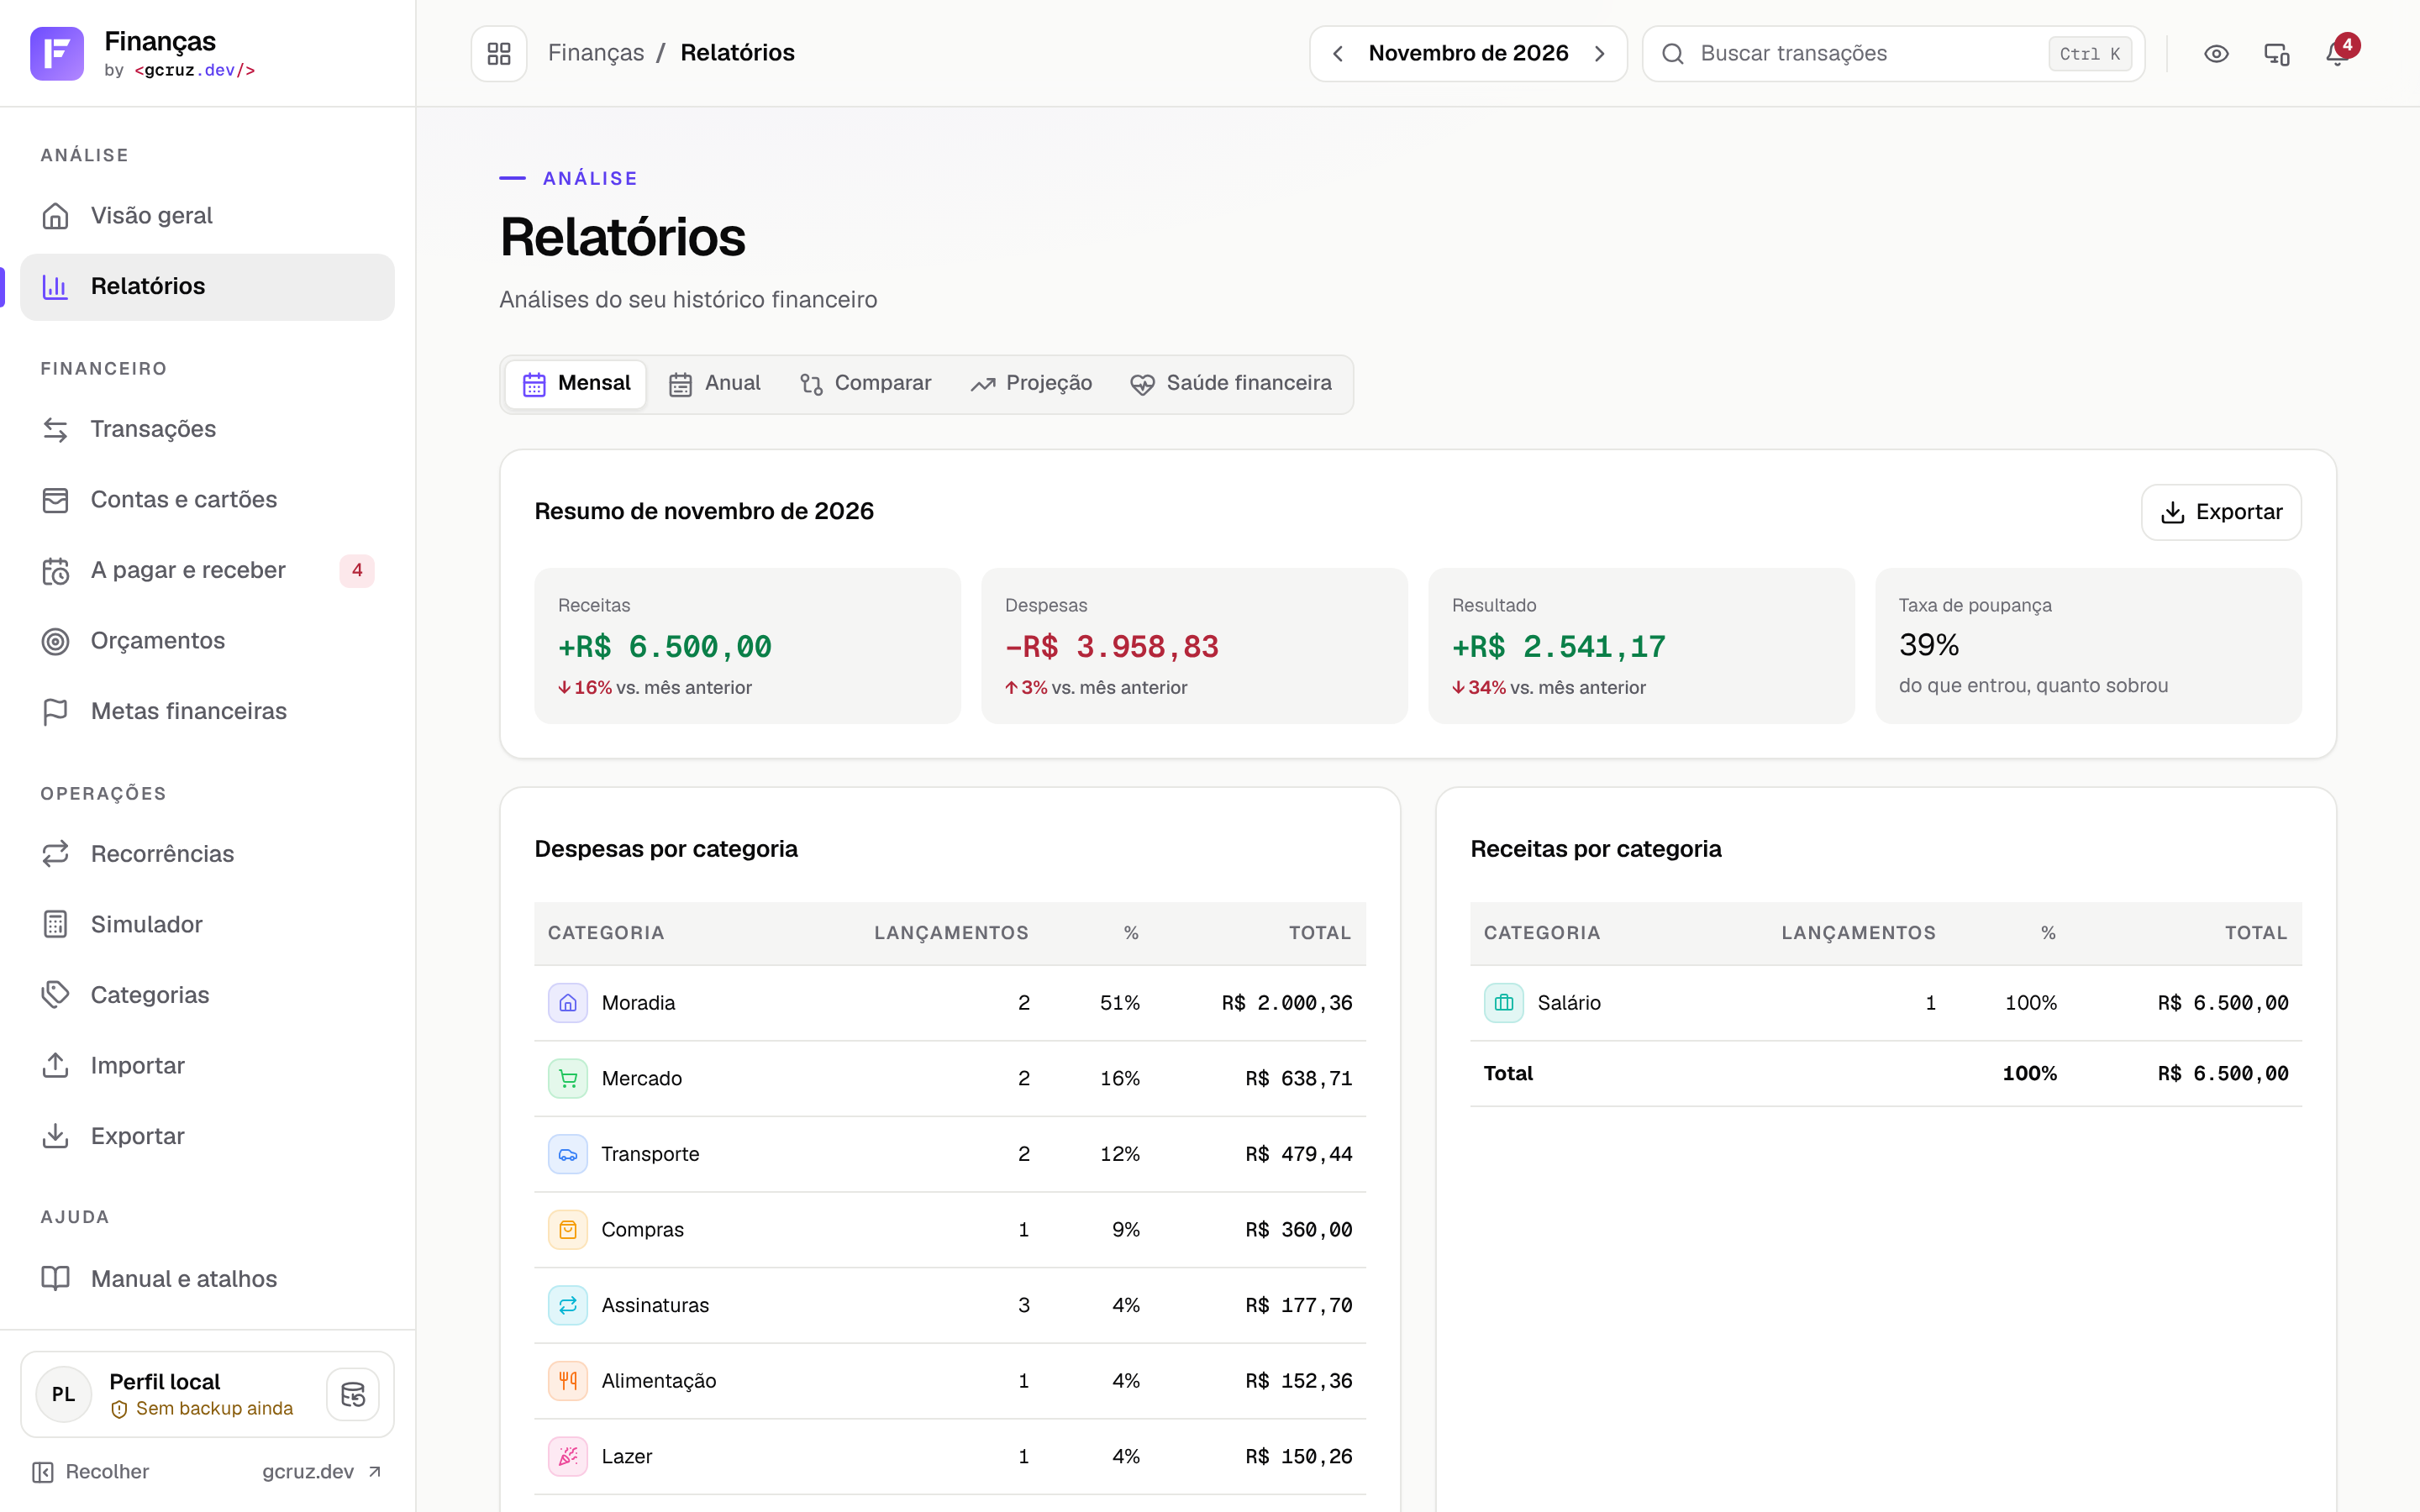 Finanças
by <gcruz.dev/>
ANÁLISE
Visão geral
Relatórios
FINANCEIRO
Transações
Contas e cartões
A pagar e receber 4
Orçamentos
Metas financeiras
OPERAÇÕES
Recorrências
Simulador
Categorias
Importar
Exportar
AJUDA
Manual e atalhos
PL
Perfil local
Sem backup ainda
Recolher gcruz.dev
Finanças / Relatórios
Novembro de 2026
Buscar transações Ctrl K
4
ANÁLISE
Relatórios
Análises do seu histórico financeiro
Mensal Anual Comparar Projeção Saúde financeira
Resumo de novembro de 2026
Exportar
Receitas
+R$ 6.500,00
↓16% vs. mês anterior
Despesas
−R$ 3.958,83
↑3% vs. mês anterior
Resultado
+R$ 2.541,17
↓34% vs. mês anterior
Taxa de poupança
39%
do que entrou, quanto sobrou
Despesas por categoria
CATEGORIA LANÇAMENTOS % TOTAL
Moradia 2 51% R$ 2.000,36
Mercado 2 16% R$ 638,71
Transporte 2 12% R$ 479,44
Compras 1 9% R$ 360,00
Assinaturas 3 4% R$ 177,70
Alimentação 1 4% R$ 152,36
Lazer 1 4% R$ 150,26
Receitas por categoria
CATEGORIA LANÇAMENTOS % TOTAL
Salário 1 100% R$ 6.500,00
Total 100% R$ 6.500,00